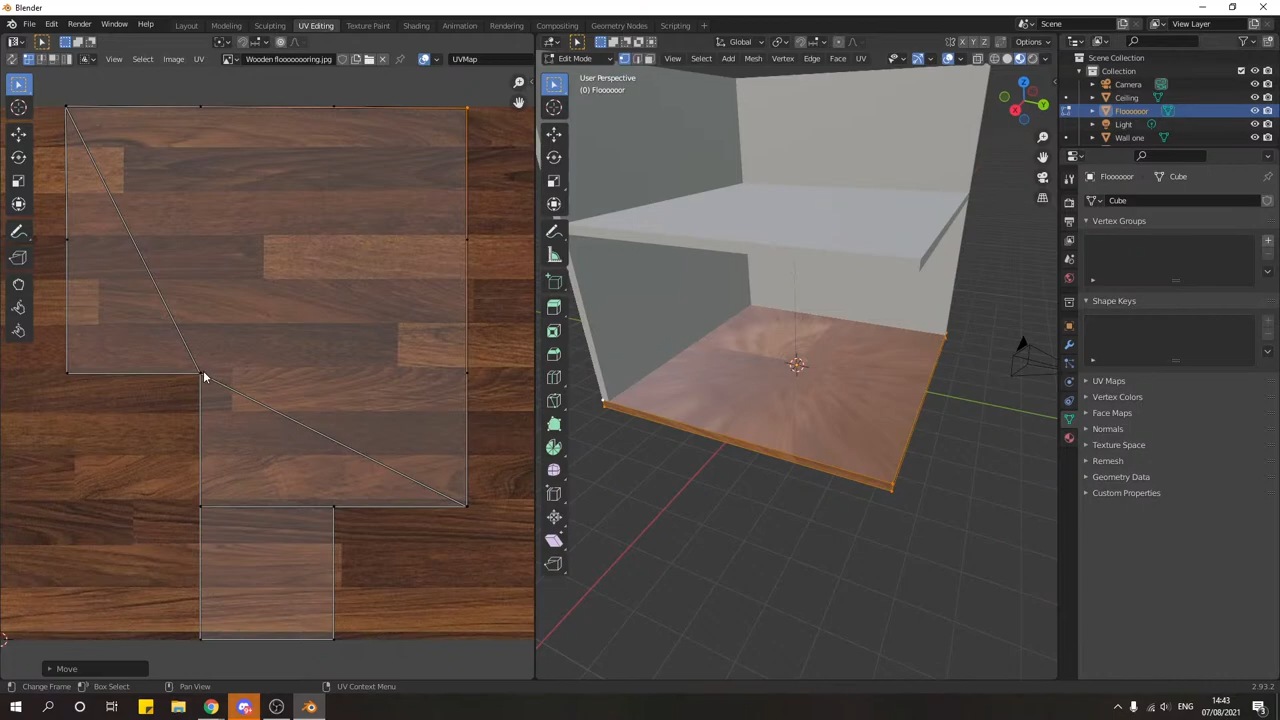 Blender
File Edit Render Window Help Layout Modeling Sculpting UV Editing Texture Paint Shading Animation Rendering Compositing Geometry Nodes Scripting + Scene View Layer
Global Options X Y Z
View Select Image UV Wooden flooooooring.jpg UVMap Edit Mode View Select Add Mesh Vertex Edge Face UV
User Perspective
(0) Floooooor
Scene Collection
Collection
Camera
Ceiling
Floooooor
Light
Wall one
Floooooor Cube
Cube
Vertex Groups
Shape Keys
UV Maps
Vertex Colors
Face Maps
Normals
Texture Space
Remesh
Geometry Data
Custom Properties
X Y Z
Move
Change Frame Box Select Pan View UV Context Menu 2.93.2
ENG 14:43
07/08/2021